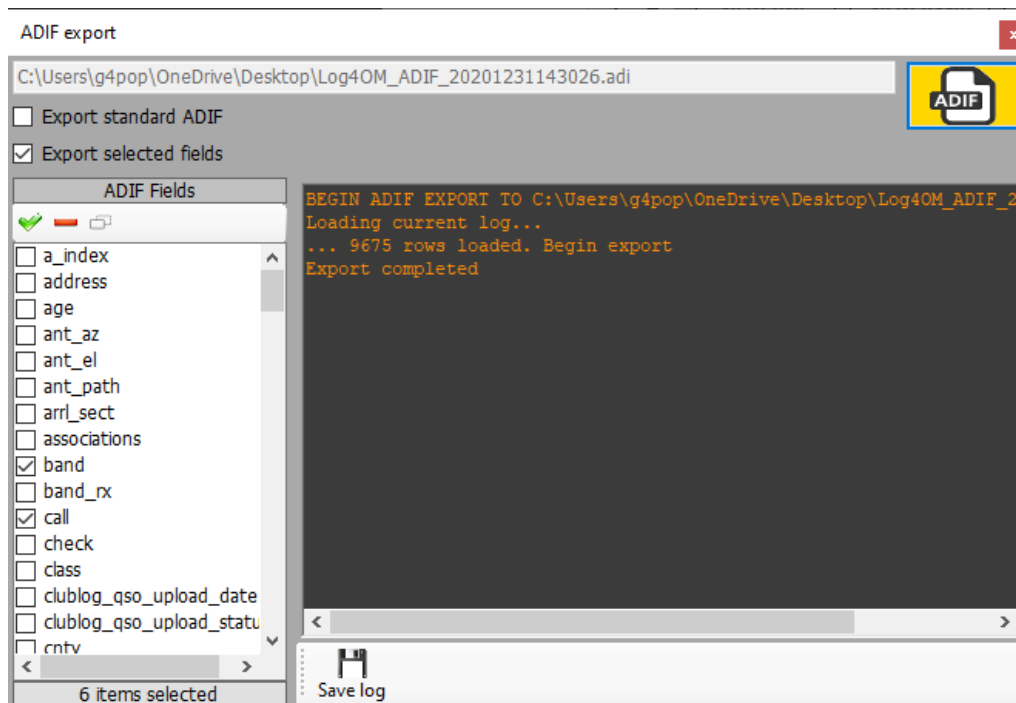 ADIF export
x
C:\Users\g4pop\OneDrive\Desktop\Log4OM_ADIF_20201231143026.adi
ADIF
Export standard ADIF
Export selected fields
ADIF Fields
a_index
address
age
ant_az
ant_el
ant_path
arrl_sect
associations
band
band_rx
call
check
class
clublog_qso_upload_date
clublog_qso_upload_statu
cnty
6 items selected
BEGIN ADIF EXPORT TO C:\Users\g4pop\OneDrive\Desktop\Log4OM_ADIF_2
Loading current log...
... 9675 rows loaded. Begin export
Export completed
Save log